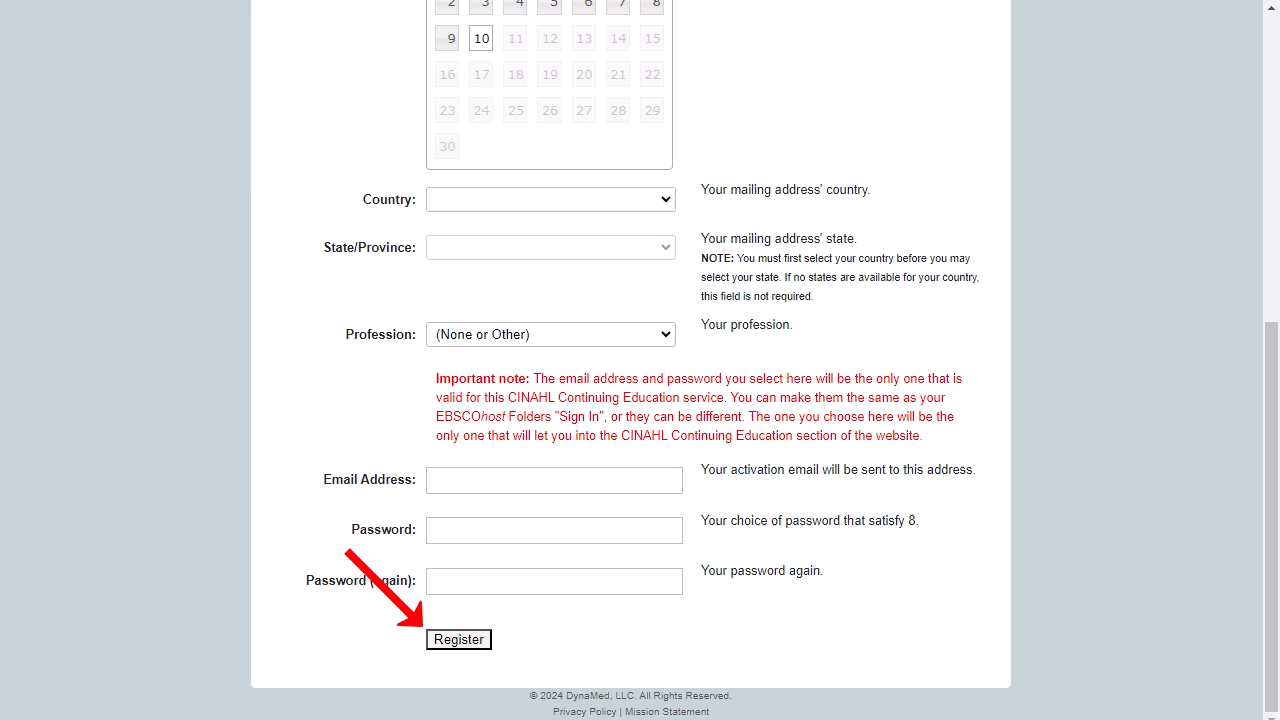 2 3 4 5 6 7 8
9 10 11 12 13 14 15
16 17 18 19 20 21 22
23 24 25 26 27 28 29
30
Country:
Your mailing address' country.
State/Province:
Your mailing address' state.
NOTE: You must first select your country before you may
select your state. If no states are available for your country,
this field is not required.
Profession:
(None or Other)
Your profession.
Important note: The email address and password you select here will be the only one that is
valid for this CINAHL Continuing Education service. You can make them the same as your
EBSCOhost Folders "Sign In", or they can be different. The one you choose here will be the
only one that will let you into the CINAHL Continuing Education section of the website.
Email Address:
Your activation email will be sent to this address.
Password:
Your choice of password that satisfy 8.
Password (again):
Your password again.
Register
© 2024 DynaMed, LLC. All Rights Reserved.
Privacy Policy | Mission Statement